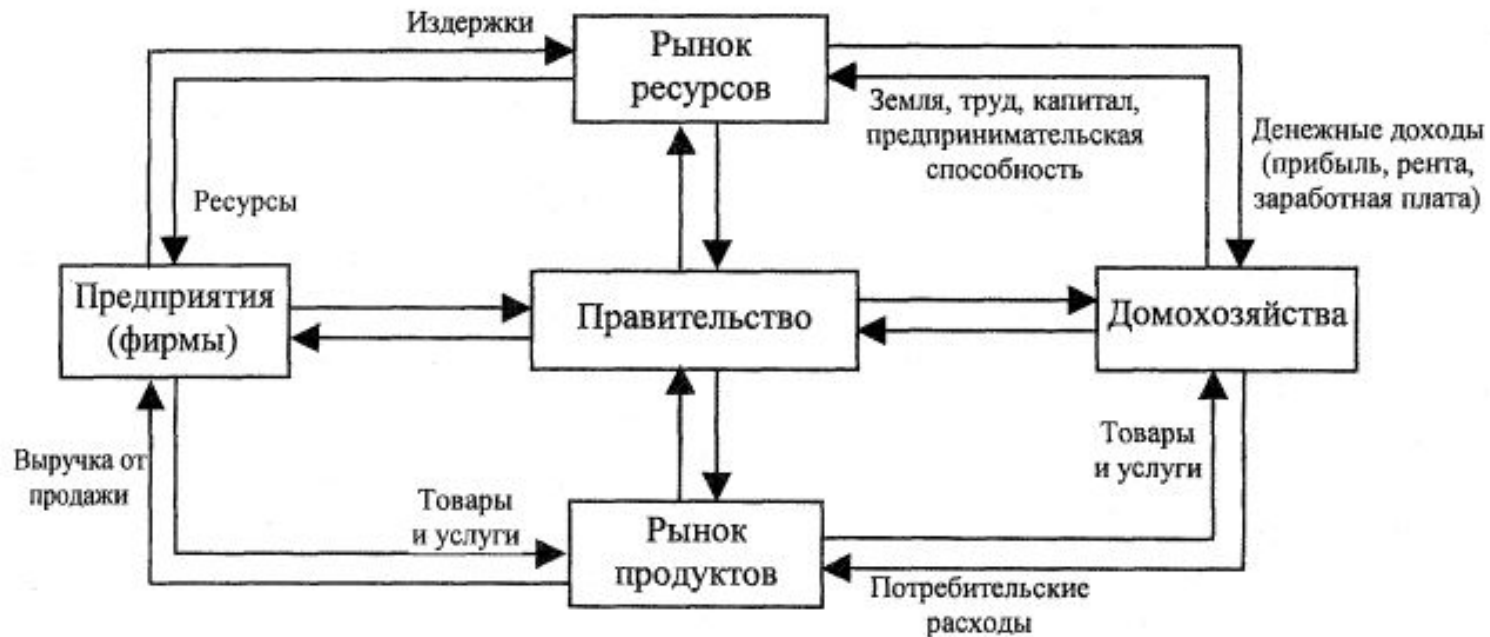 Издержки
Рынок
ресурсов
Земля, труд, капитал,
предпринимательская
способность
Денежные доходы
(прибыль, рента,
заработная плата)
Ресурсы
Предприятия
(фирмы)
Правительство
Домохозяйства
Выручка от
продажи
Товары
и услуги
Рынок
продуктов
Товары
и услуги
Потребительские
расходы